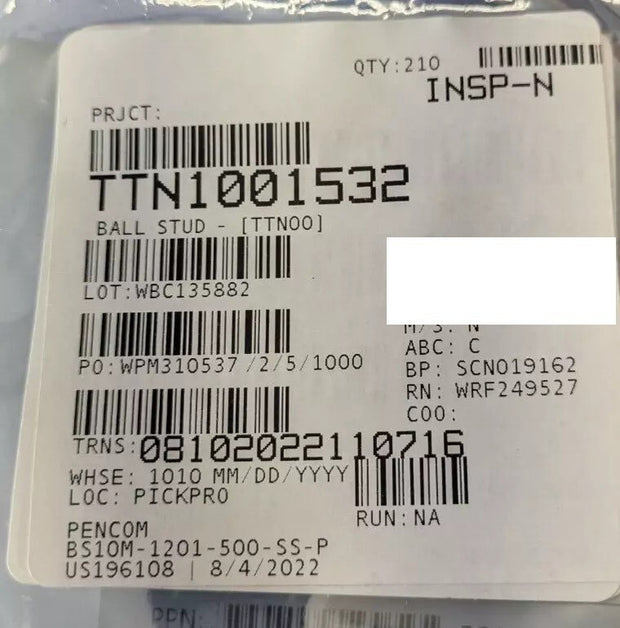 QTY:210
INSP-N
PRJCT:
TTN1001532
BALL STUD - [TTN00]
LOT:WBC135882
M/S: N
PO:WPM310537/2/5/1000
ABC: C
BP: SCN019162
RN: WRF249527
COO:
TRNS:08102022110716
WHSE: 1010 MM/DD/YYYY
LOC: PICKPRO
RUN:NA
PENCOM
BS10M-1201-500-SS-P
US196108 | 8/4/2022
PPN: